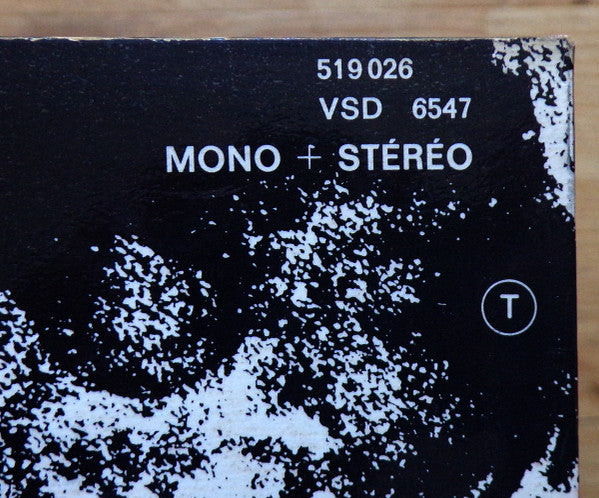 519 026
VSD 6547
MONO + STÉRÉO
T